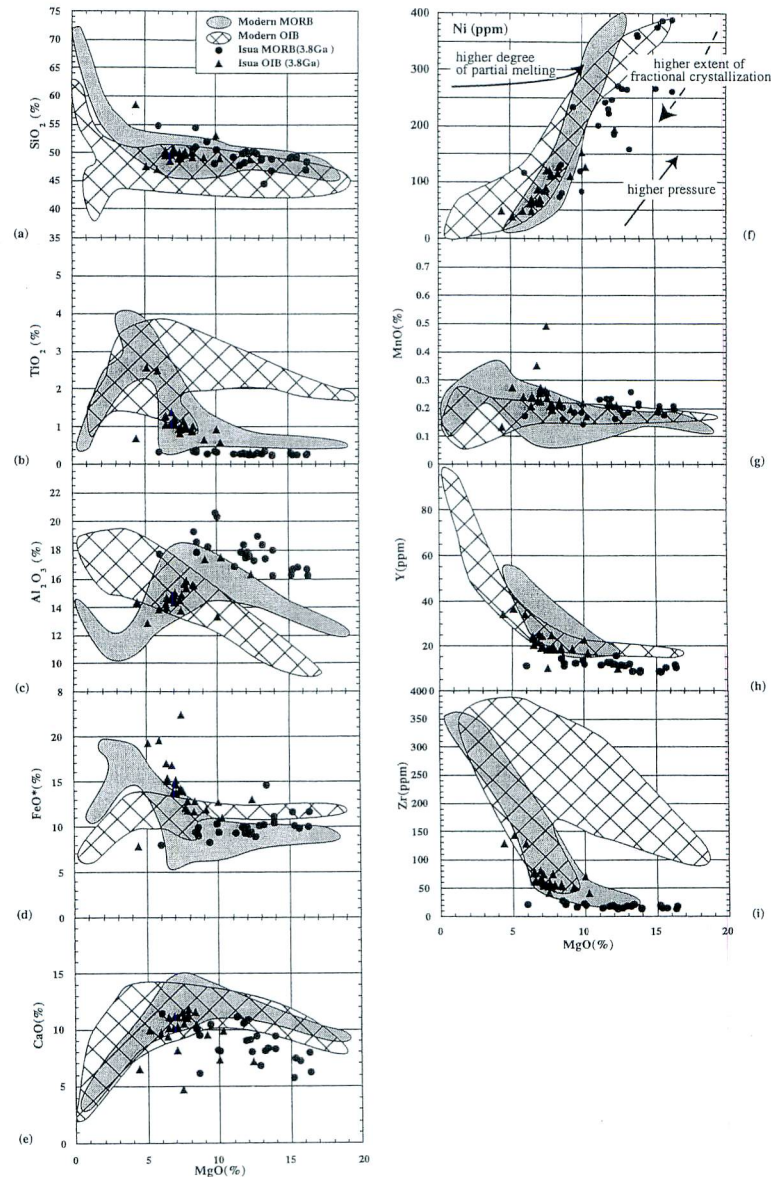 Modern MORB
Modern OIB
Isua MORB(3.8Ga)
Isua OIB (3.8Ga)
SiO2 (%)
75
70
65
60
55
50
45
40
35
(a)
TiO2 (%)
5
4
3
2
1
0
(b)
Al2O3 (%)
22
20
18
16
14
12
10
8
(c)
FeO*(%)
20
15
10
5
0
(d)
CaO(%)
15
10
5
0
(e)
0 5 10 15 20
MgO(%)
Ni (ppm)
400
300
200
100
0
higher degree
of partial melting
higher extent of
fractional crystallization
higher pressure
(f)
MnO(%)
0.7
0.6
0.5
0.4
0.3
0.2
0.1
(g)
Y(ppm)
80
60
40
20
(h)
Zr(ppm)
400 0
350
300
250
200
150
100
50
0
(i)
0 5 10 15 20
MgO(%)